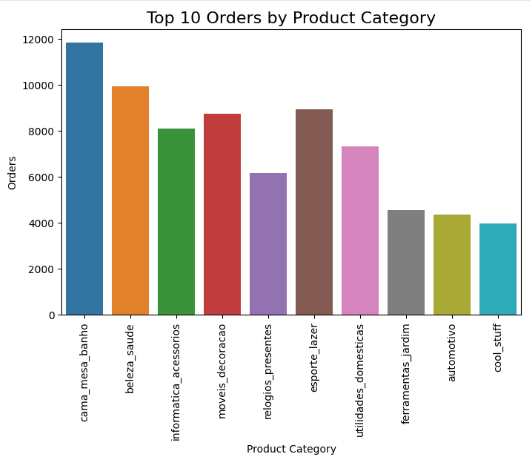 Top 10 Orders by Product Category
12000
10000
8000
6000
4000
2000
0
Orders
cama_mesa_banho
beleza_saude
informatica_acessorios
moveis_decoracao
relogios_presentes
esporte_lazer
utilidades_domesticas
ferramentas_jardim
automotivo
cool_stuff
Product Category